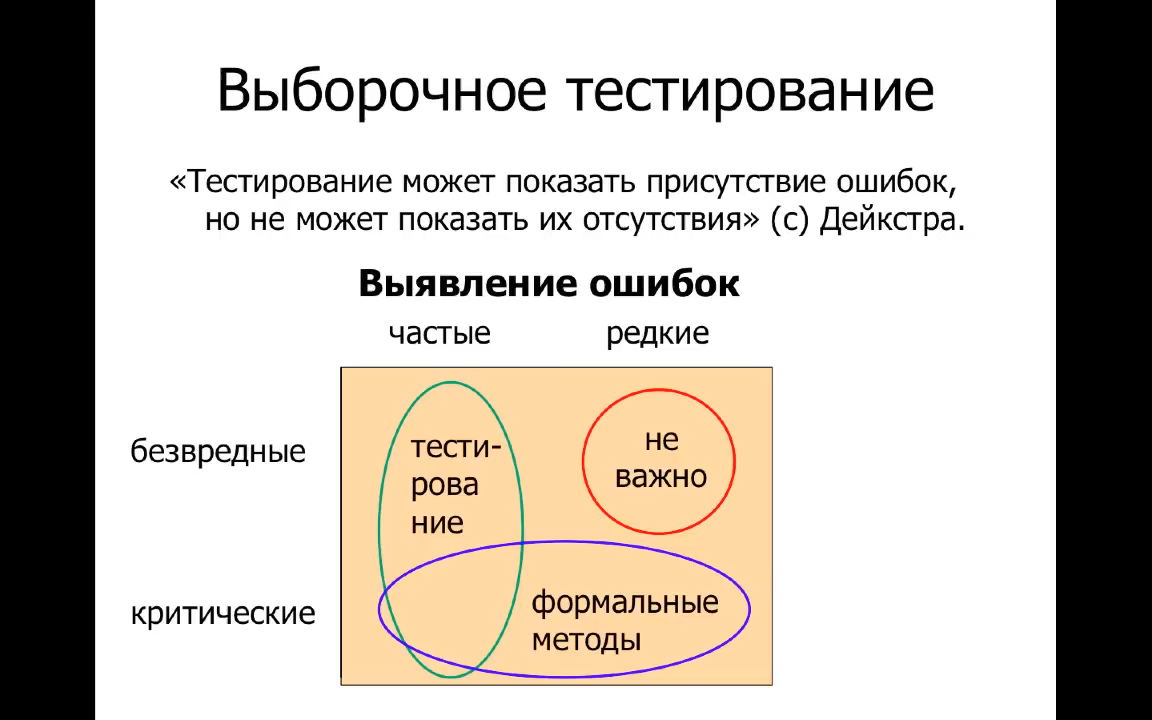 Выборочное тестирование
«Тестирование может показать присутствие ошибок,
но не может показать их отсутствия» (с) Дейкстра.
Выявление ошибок
частые редкие
безвредные
тести-
рова
ние
не
важно
критические
формальные
методы